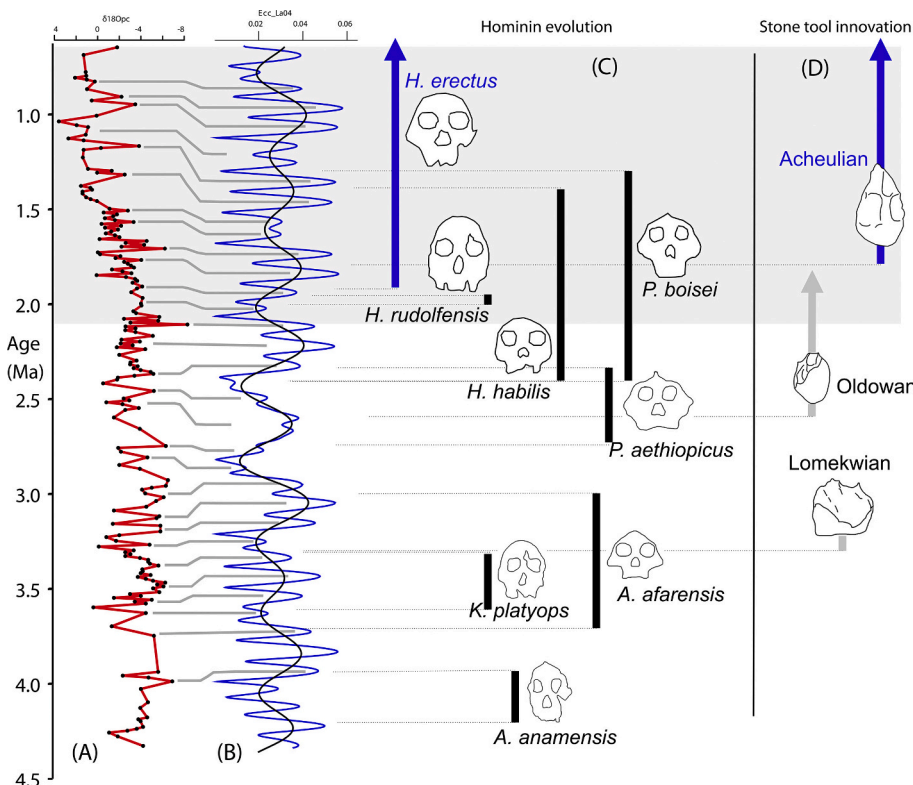 δ18Opc
4 0 -4 -8
Ecc_La04
0.02 0.04 0.06
Hominin evolution
Stone tool innovation
(C)
(D)
H. erectus
1.0
Acheulian
1.5
P. boisei
2.0
H. rudolfensis
Age
(Ma)
H. habilis
Oldowan
2.5
P. aethiopicus
Lomekwian
3.0
3.5
K. platyops
A. afarensis
4.0
A. anamensis
(A)
(B)
4.5